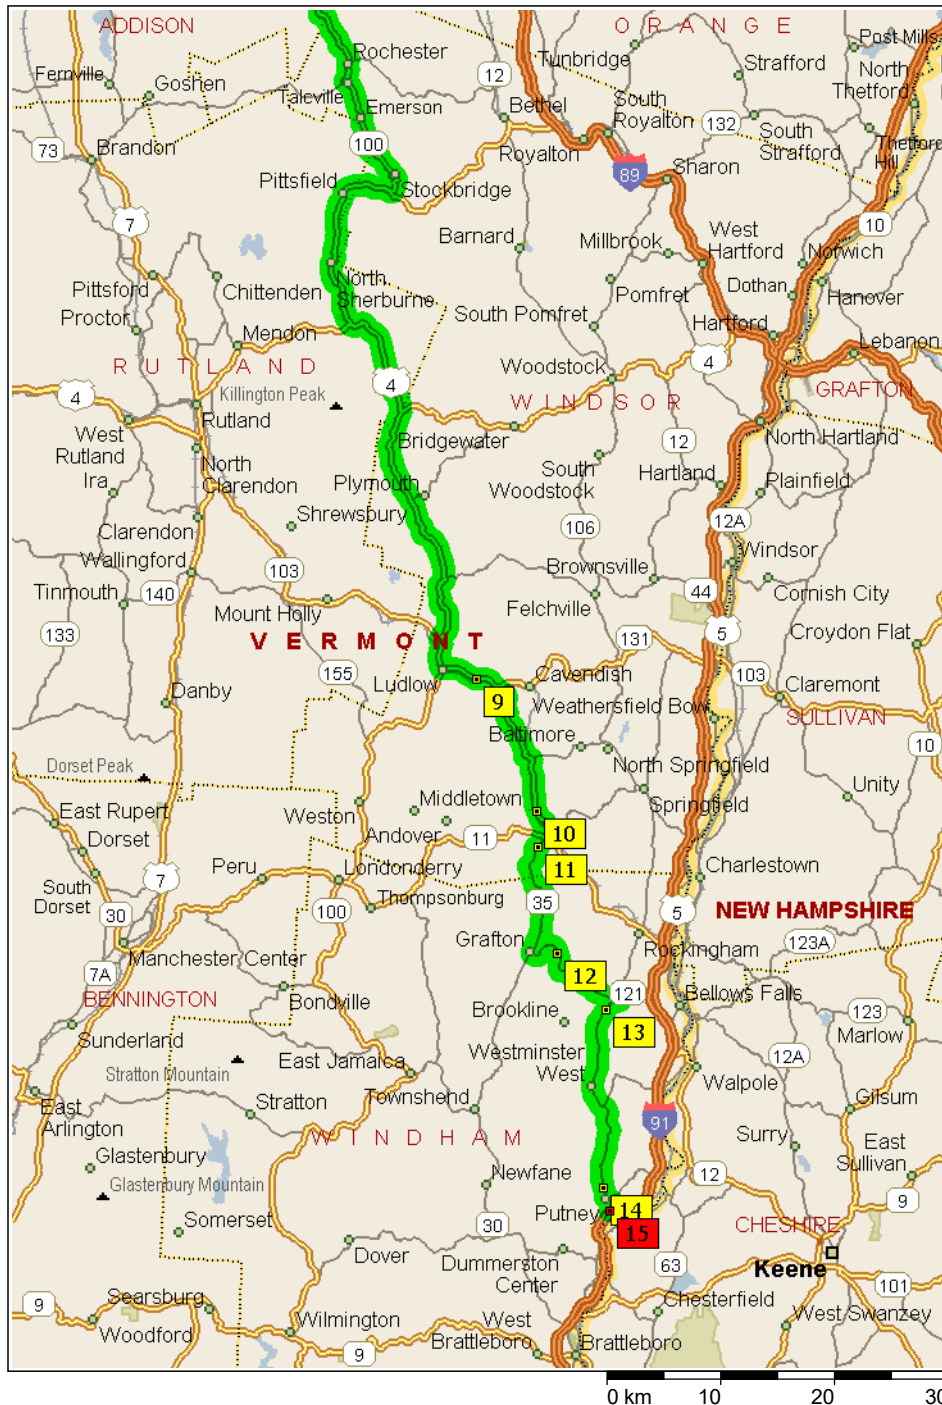 ADDISON
O R A N G E
Post Mills
Rochester
Tunbridge
Strafford
North
Thetford
Fernville
Goshen
Talcville
12
Emerson
Bethel
South
Royalton
132
South
Strafford
Thetford
Hill
73
Brandon
100
Royalton
Pittsfield
Stockbridge
89
Sharon
7
Barnard
Millbrook
West
Hartford
10
Norwich
Pittsford
Chittenden
North
Sherburne
Pomfret
Dothan
Hanover
Proctor
Mendon
South Pomfret
Hartford
Lebanon
R U T L A N D
Woodstock
4
Killington Peak
4
GRAFTON
4
W I N D S O R
Rutland
West
Rutland
Bridgewater
12
North Hartland
North
Clarendon
Ira
Plymouth
South
Woodstock
Hartland
Plainfield
Shrewsbury
Clarendon
106
12A
Wallingford
103
Brownsville
Windsor
Tinmouth
140
Mount Holly
Felchville
44
Cornish City
133
V E R M O N T
131
5
Croydon Flat
155
Ludlow
Cavendish
103
Claremont
Danby
9
Weathersfield Bow
SULLIVAN
Baltimore
10
Dorset Peak
North Springfield
Unity
East Rupert
Weston
Middletown
Springfield
Dorset
Andover
11
10
Peru
Londonderry
11
Charlestown
7
South
Dorset
Thompsonburg
35
5
NEW HAMPSHIRE
30
100
Grafton
Rockingham
123A
Manchester Center
7A
12
BENNINGTON
Bondville
121
Bellows Falls
Brookline
13
123
Sunderland
Marlow
Stratton Mountain
East Jamaica
Westminster
West
12A
Walpole
East
Arlington
Stratton
Townshend
Gilsum
91
W I N D H A M
Surry
East
Sullivan
Glastenbury
Newfane
12
Glastenbury Mountain
9
Putney
14
Somerset
15
CHESHIRE
30
Dover
Dummerston
Center
63
Keene
101
9
Searsburg
Chesterfield
Woodford
Wilmington
West
Brattleboro
West Swanzey
9
Brattleboro
0 km 10 20 30